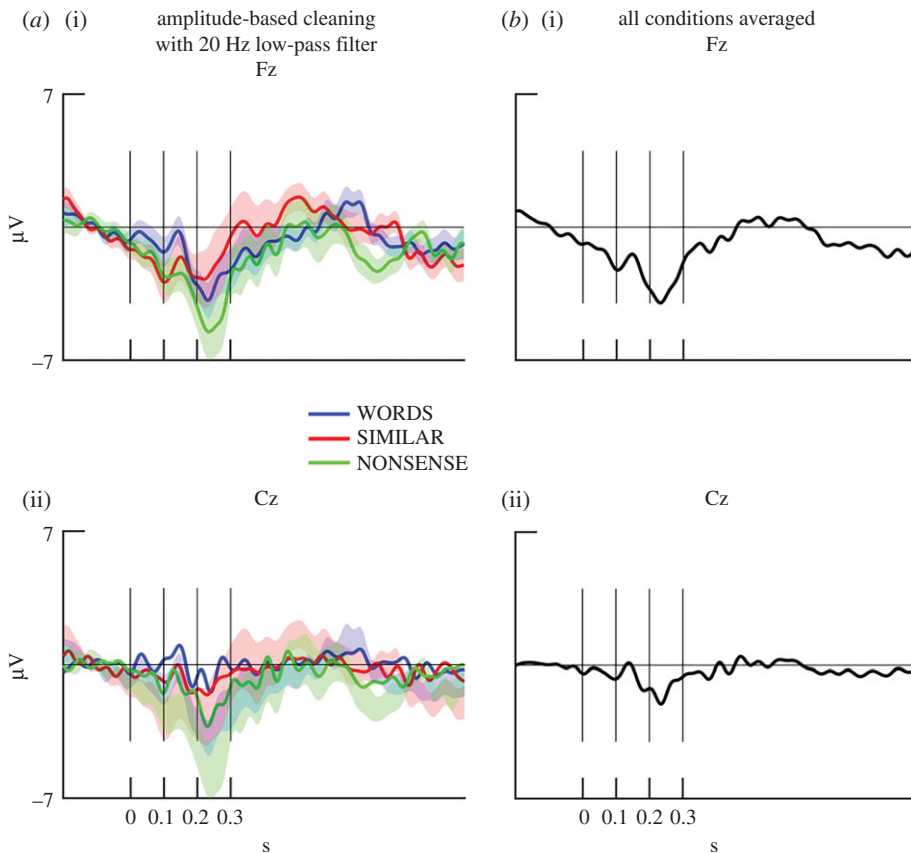 (a) (i) amplitude-based cleaning
with 20 Hz low-pass filter
Fz
7
μV
–7
(b) (i) all conditions averaged
Fz
WORDS
SIMILAR
NONSENSE
(ii) Cz
7
μV
–7
0 0.1 0.2 0.3
s
(ii) Cz
0 0.1 0.2 0.3
s